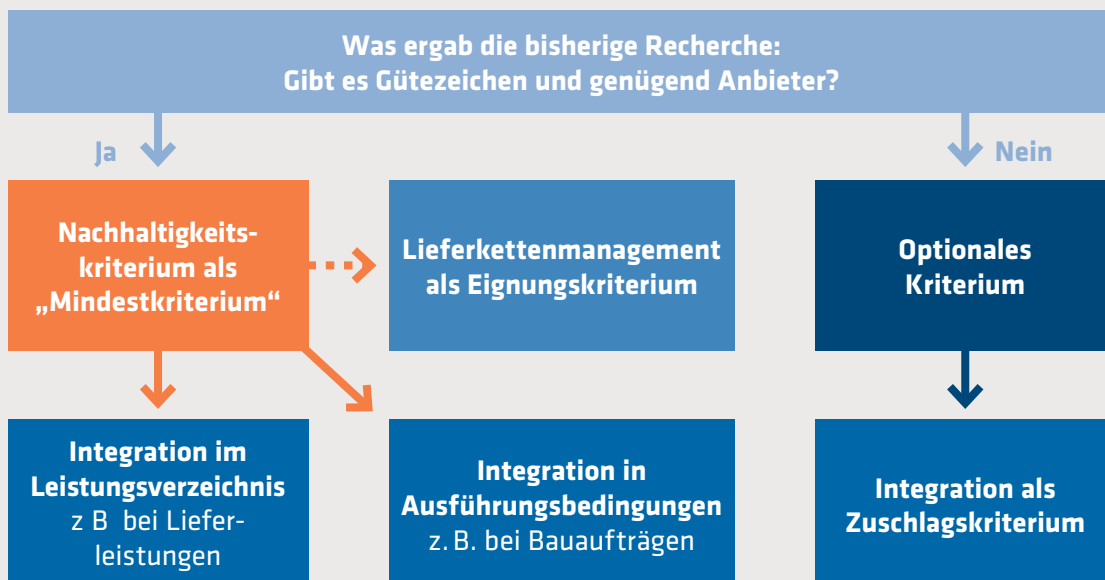 Was ergab die bisherige Recherche:
Gibt es Gütezeichen und genügend Anbieter?
Ja
Nein
Nachhaltigkeits-
kriterium als
„Mindestkriterium“
Lieferkettenmanagement
als Eignungskriterium
Optionales
Kriterium
Integration im
Leistungsverzeichnis
z B  bei Liefer-
leistungen
Integration in
Ausführungsbedingungen
z. B. bei Bauaufträgen
Integration als
Zuschlagskriterium